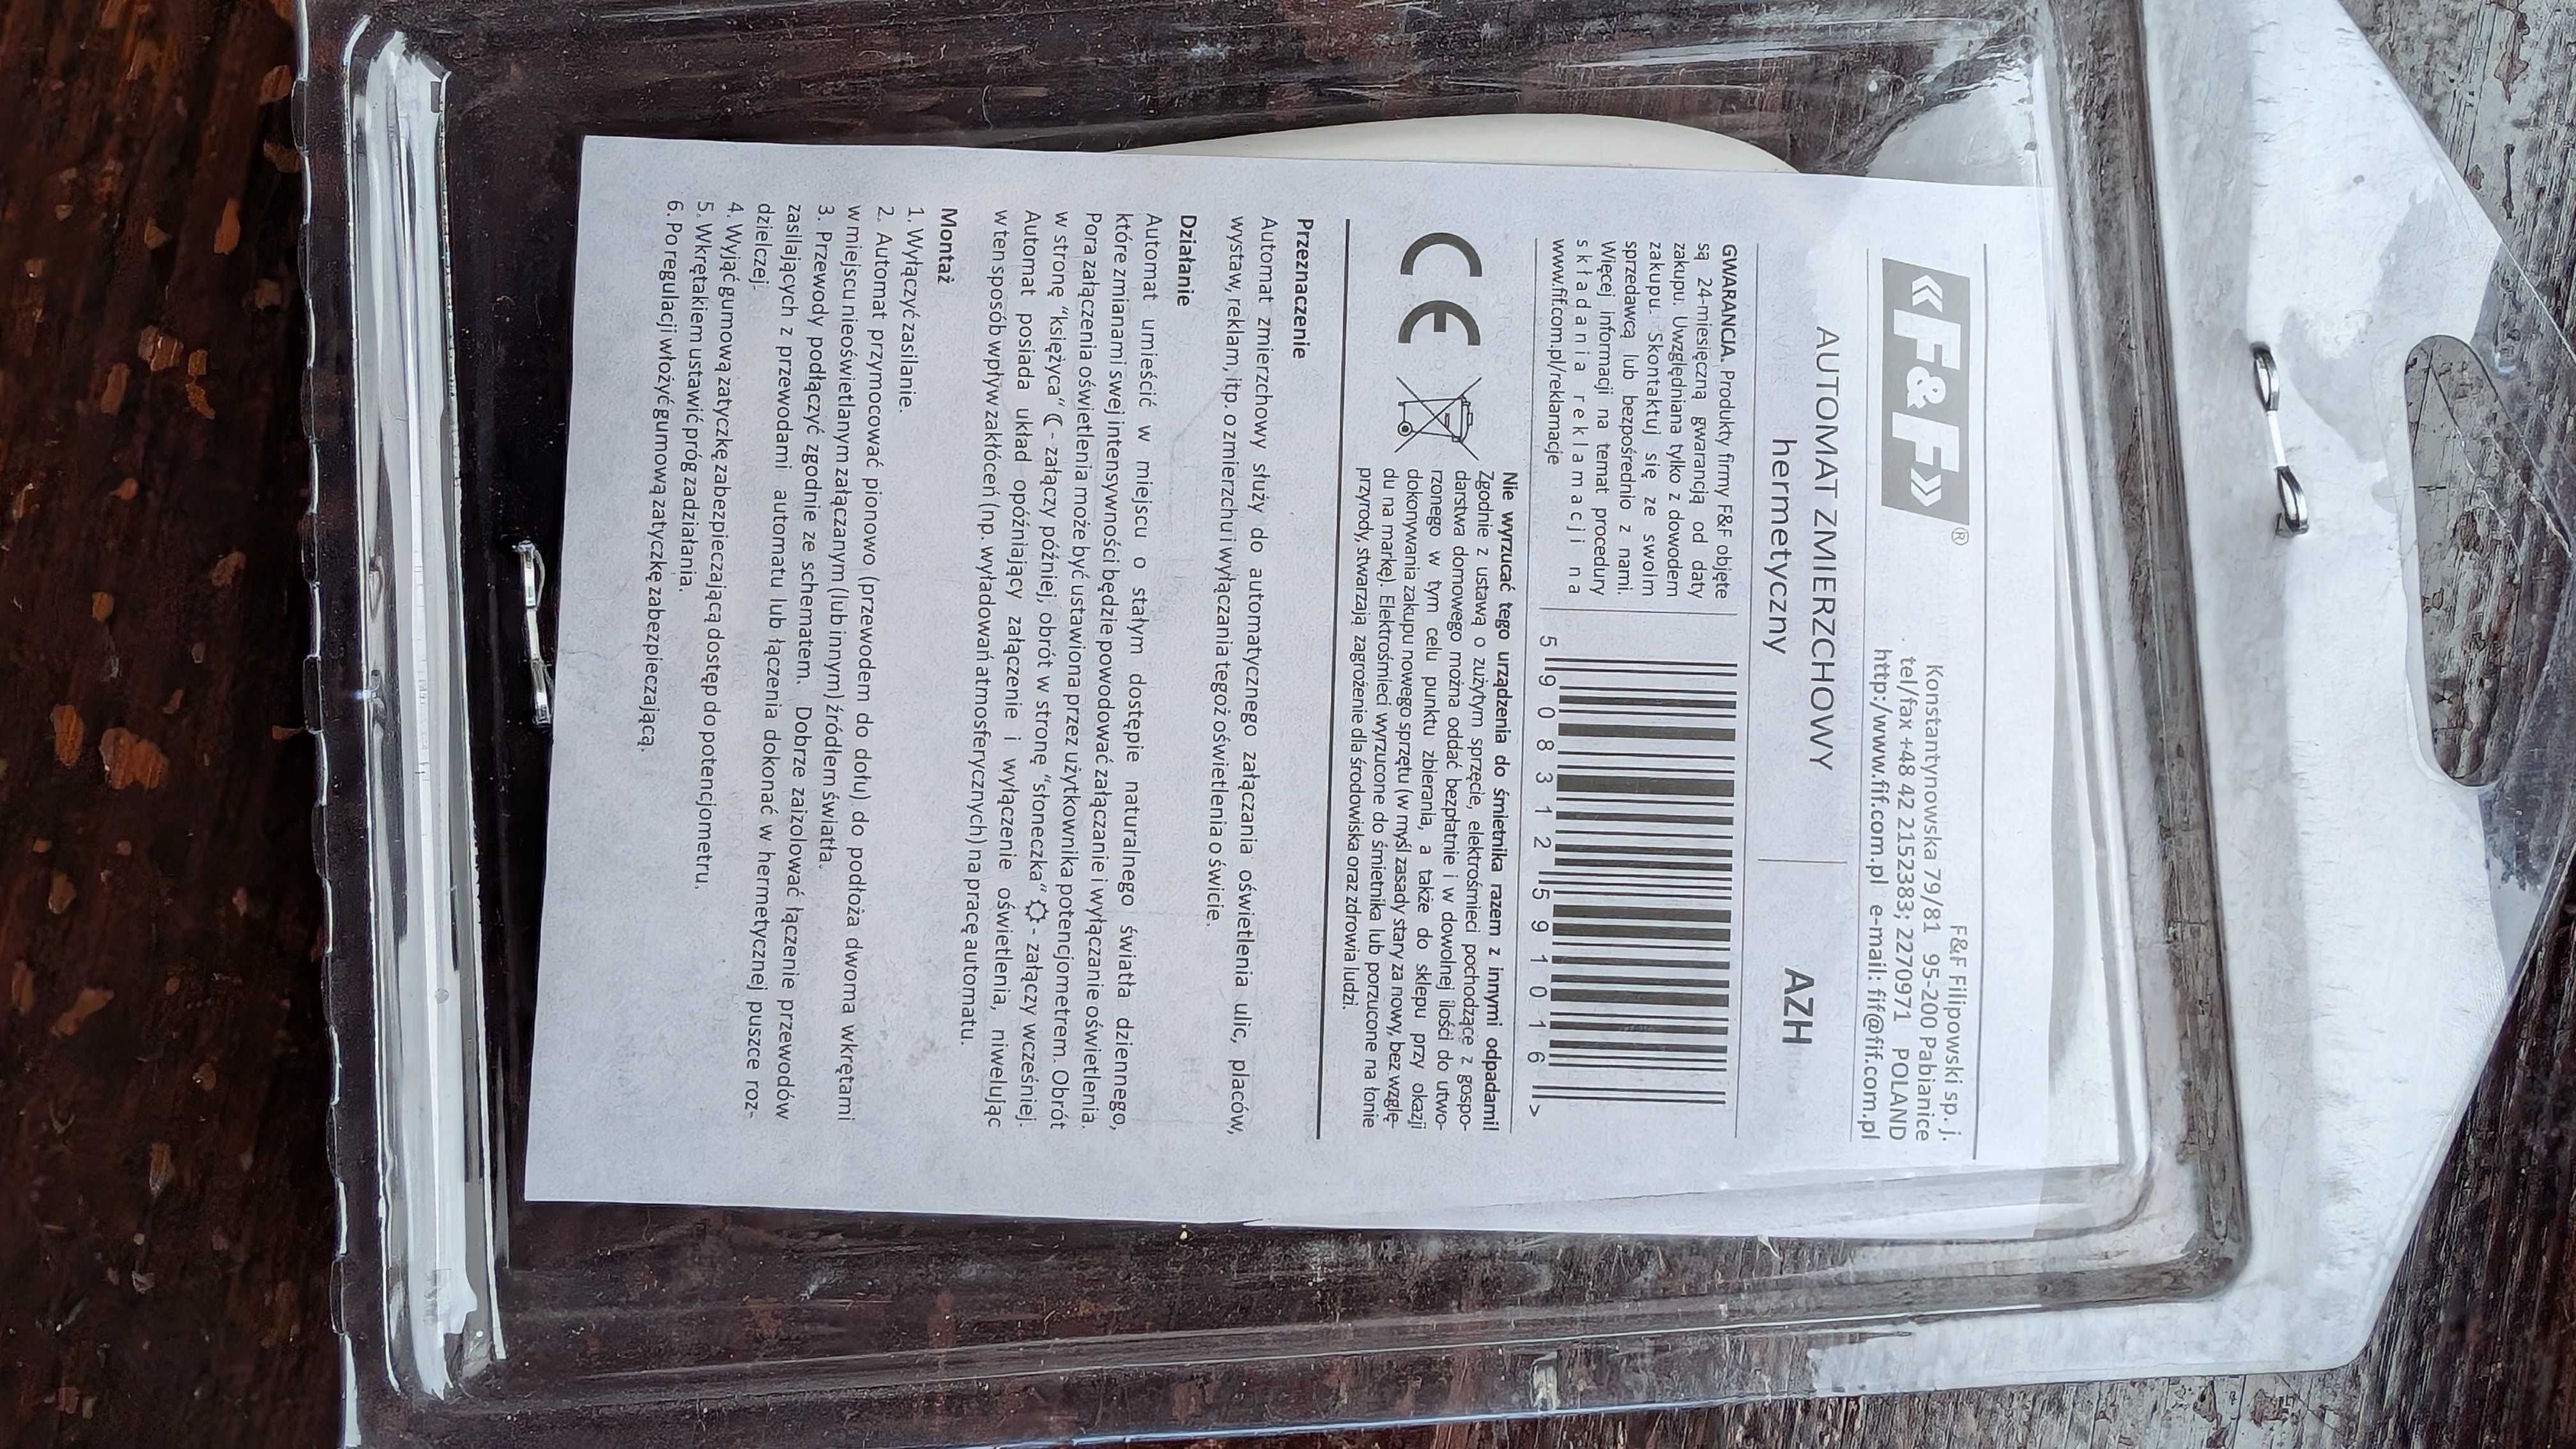 «F&F»®
F&F Filipowski sp. j.
Konstantynowska 79/81 95-200 Pabianice
tel/fax +48 42 2152383; 2270971 POLAND
http:/www.fif.com.pl e-mail: fif@fif.com.pl
AUTOMAT ZMIERZCHOWY
hermetyczny
AZH
GWARANCJA. Produkty firmy F&F objęte
są 24-miesięczną gwarancją od daty
zakupu. Uwzględniana tylko z dowodem
zakupu. Skontaktuj się ze swoim
sprzedawcą lub bezpośrednio z nami.
Więcej informacji na temat procedury
składania reklamacji na
www.fif.com.pl/reklamacje
5 908312 591016 >
CE
Nie wyrzucać tego urządzenia do śmietnika razem z innymi odpadami!
Zgodnie z ustawą o zużytym sprzęcie, elektrośmieci pochodzące z gospo-
darstwa domowego można oddać bezpłatnie i w dowolnej ilości do utwo-
rzonego w tym celu punktu zbierania, a także do sklepu przy okazji
dokonywania zakupu nowego sprzętu (w myśl zasady stary za nowy, bez wzglę-
du na markę). Elektrośmieci wyrzucone do śmietnika lub porzucone na łonie
przyrody, stwarzają zagrożenie dla środowiska oraz zdrowia ludzi.
Przeznaczenie
Automat zmierzchowy służy do automatycznego załączania oświetlenia ulic, placów,
wystaw, reklam, itp. o zmierzchu i wyłączania tegoż oświetlenia o świcie.
Działanie
Automat umieścić w miejscu o stałym dostępie naturalnego światła dziennego,
które zmianami swej intensywności będzie powodować załączanie i wyłączanie oświetlenia.
Pora załączenia oświetlenia może być ustawiona przez użytkownika potencjometrem. Obrót
w stronę "księżyca" ☾ - załączy później; obrót w stronę "słoneczka" ☼ - załączy wcześniej.
Automat posiada układ opóźniający załączenie i wyłączenie oświetlenia, niwelując
w ten sposób wpływ zakłóceń (np. wyładowań atmosferycznych) na pracę automatu.
Montaż
1. Wyłączyć zasilanie.
2. Automat przymocować pionowo (przewodem do dołu) do podłoża dwoma wkrętami
w miejscu nieoświetlanym załączanym (lub innym) źródłem światła.
3. Przewody podłączyć zgodnie ze schematem. Dobrze zaizolować łączenie przewodów
zasilających z przewodami automatu lub łączenia dokonać w hermetycznej puszce roz-
dzielczej.
4. Wyjąć gumową zatyczkę zabezpieczającą dostęp do potencjometru.
5. Wkrętakiem ustawić próg zadziałania.
6. Po regulacji włożyć gumową zatyczkę zabezpieczającą.